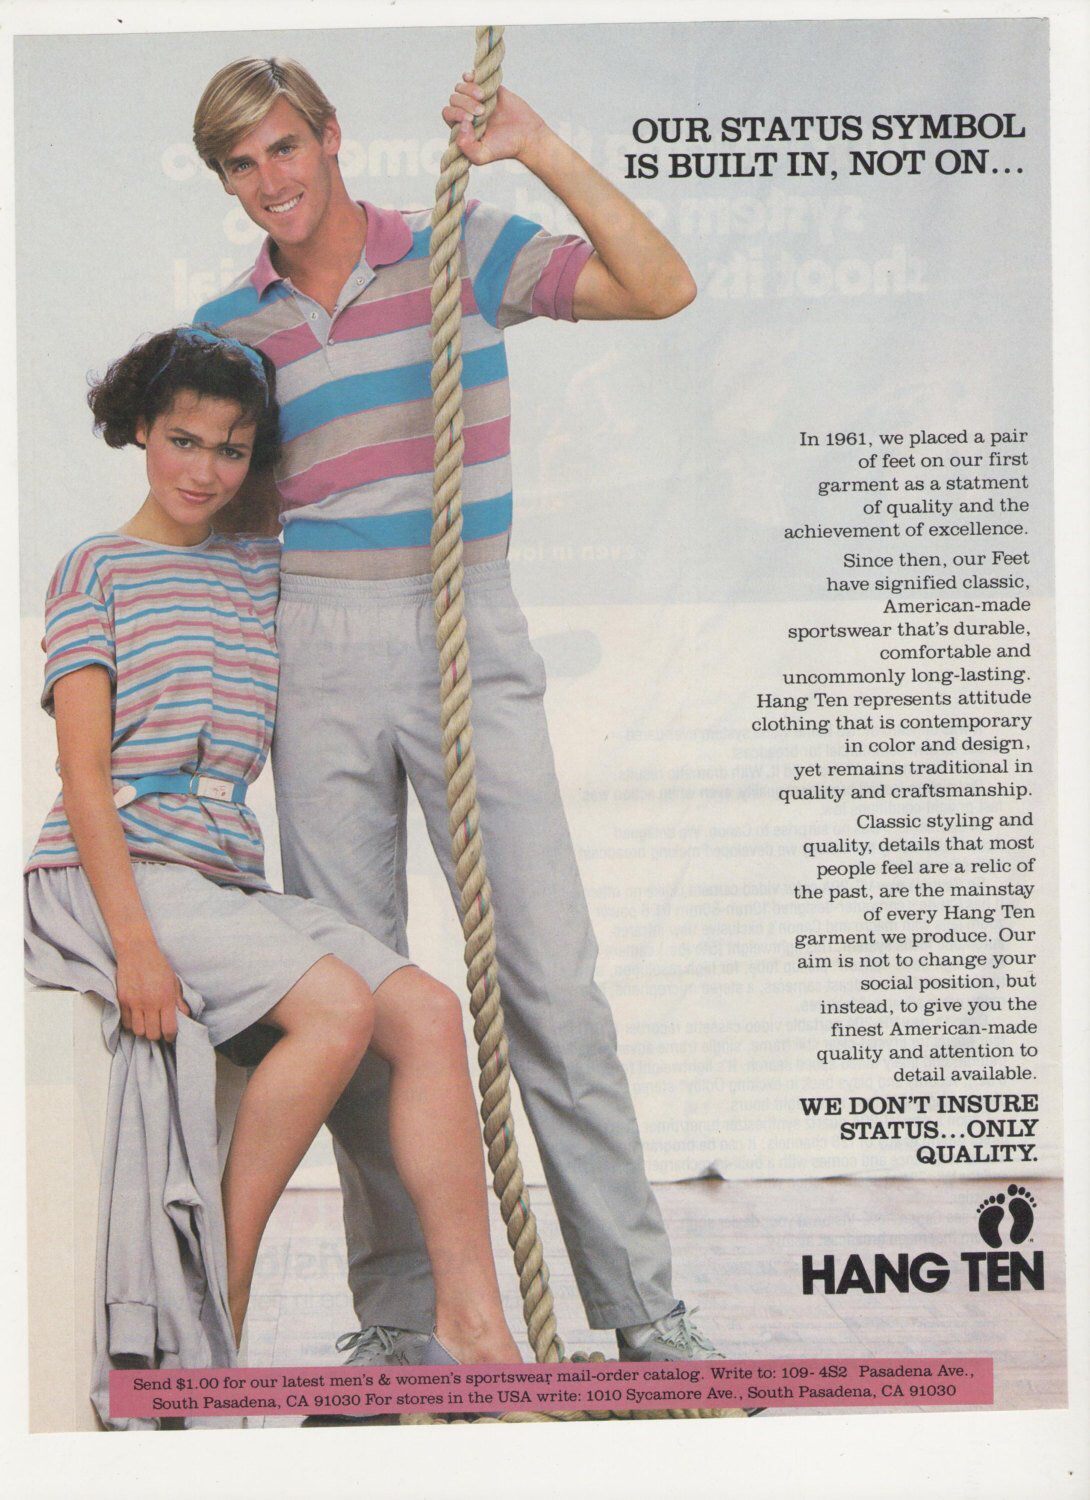 OUR STATUS SYMBOL
IS BUILT IN, NOT ON...
In 1961, we placed a pair
of feet on our first
garment as a statment
of quality and the
achievement of excellence.
Since then, our Feet
have signified classic,
American-made
sportswear that's durable,
comfortable and
uncommonly long-lasting.
Hang Ten represents attitude
clothing that is contemporary
in color and design,
yet remains traditional in
quality and craftsmanship.
Classic styling and
quality, details that most
people feel are a relic of
the past, are the mainstay
of every Hang Ten
garment we produce. Our
aim is not to change your
social position, but
instead, to give you the
finest American-made
quality and attention to
detail available.
WE DON'T INSURE
STATUS...ONLY
QUALITY.
HANG TEN
Send $1.00 for our latest men's & women's sportswear mail-order catalog. Write to: 109- 4S2 Pasadena Ave.,
South Pasadena, CA 91030 For stores in the USA write: 1010 Sycamore Ave., South Pasadena, CA 91030